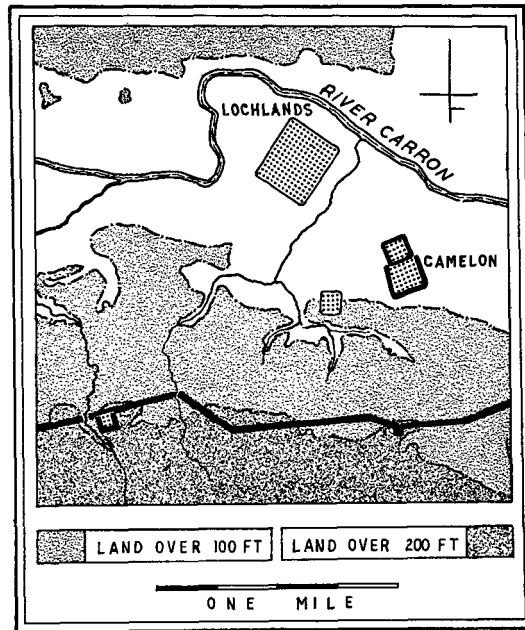 LOCHLANDS
RIVER CARRON
CAMELON
LAND OVER 100 FT
LAND OVER 200 FT
ONE MILE